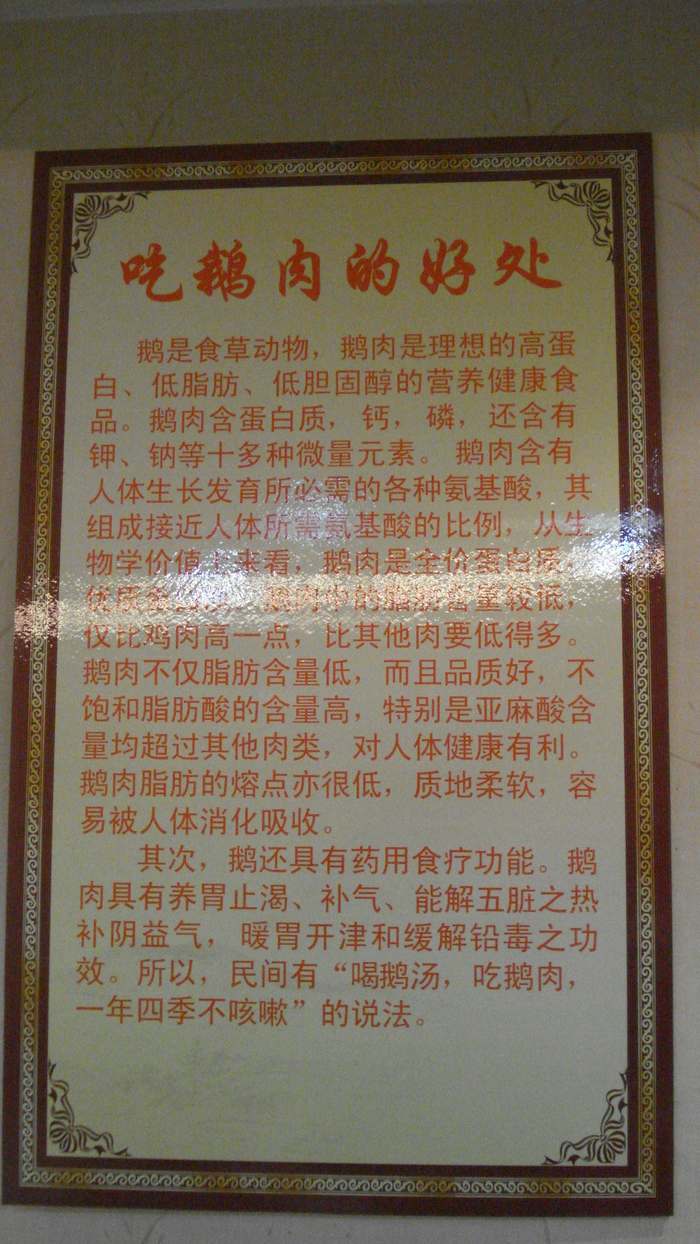 吃鹅肉的好处
鹅是食草动物，鹅肉是理想的高蛋
白、低脂肪、低胆固醇的营养健康食
品。鹅肉含蛋白质，钙，磷，还含有
钾、钠等十多种微量元素。 鹅肉含有
人体生长发育所必需的各种氨基酸，其
组成接近人体所需氨基酸的比例，从生
物学价值上来看，鹅肉是全价蛋白质，
优质蛋白质。鹅肉中的脂肪含量较低，
仅比鸡肉高一点，比其他肉要低得多。
鹅肉不仅脂肪含量低，而且品质好，不
饱和脂肪酸的含量高，特别是亚麻酸含
量均超过其他肉类，对人体健康有利。
鹅肉脂肪的熔点亦很低，质地柔软，容
易被人体消化吸收。
其次，鹅还具有药用食疗功能。鹅
肉具有养胃止渴、补气、能解五脏之热
补阴益气，暖胃开津和缓解铅毒之功
效。所以，民间有“喝鹅汤，吃鹅肉，
一年四季不咳嗽”的说法。